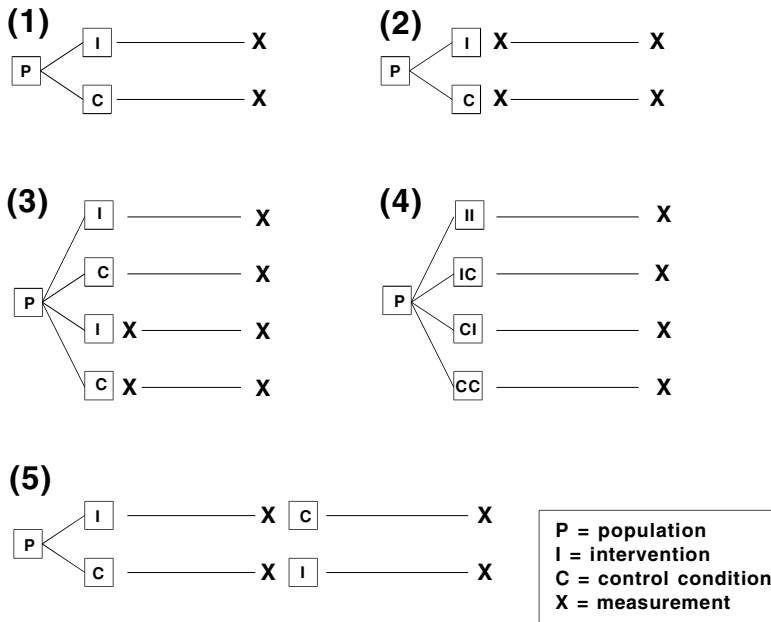 (1)
I X
P
C X
(2)
I X X
P
C X X
(3)
I X
C X
P
I X X
C X X
(4)
II X
IC X
P
CI X
CC X
(5)
I X C X
P
C X I X
P = population
I = intervention
C = control condition
X = measurement